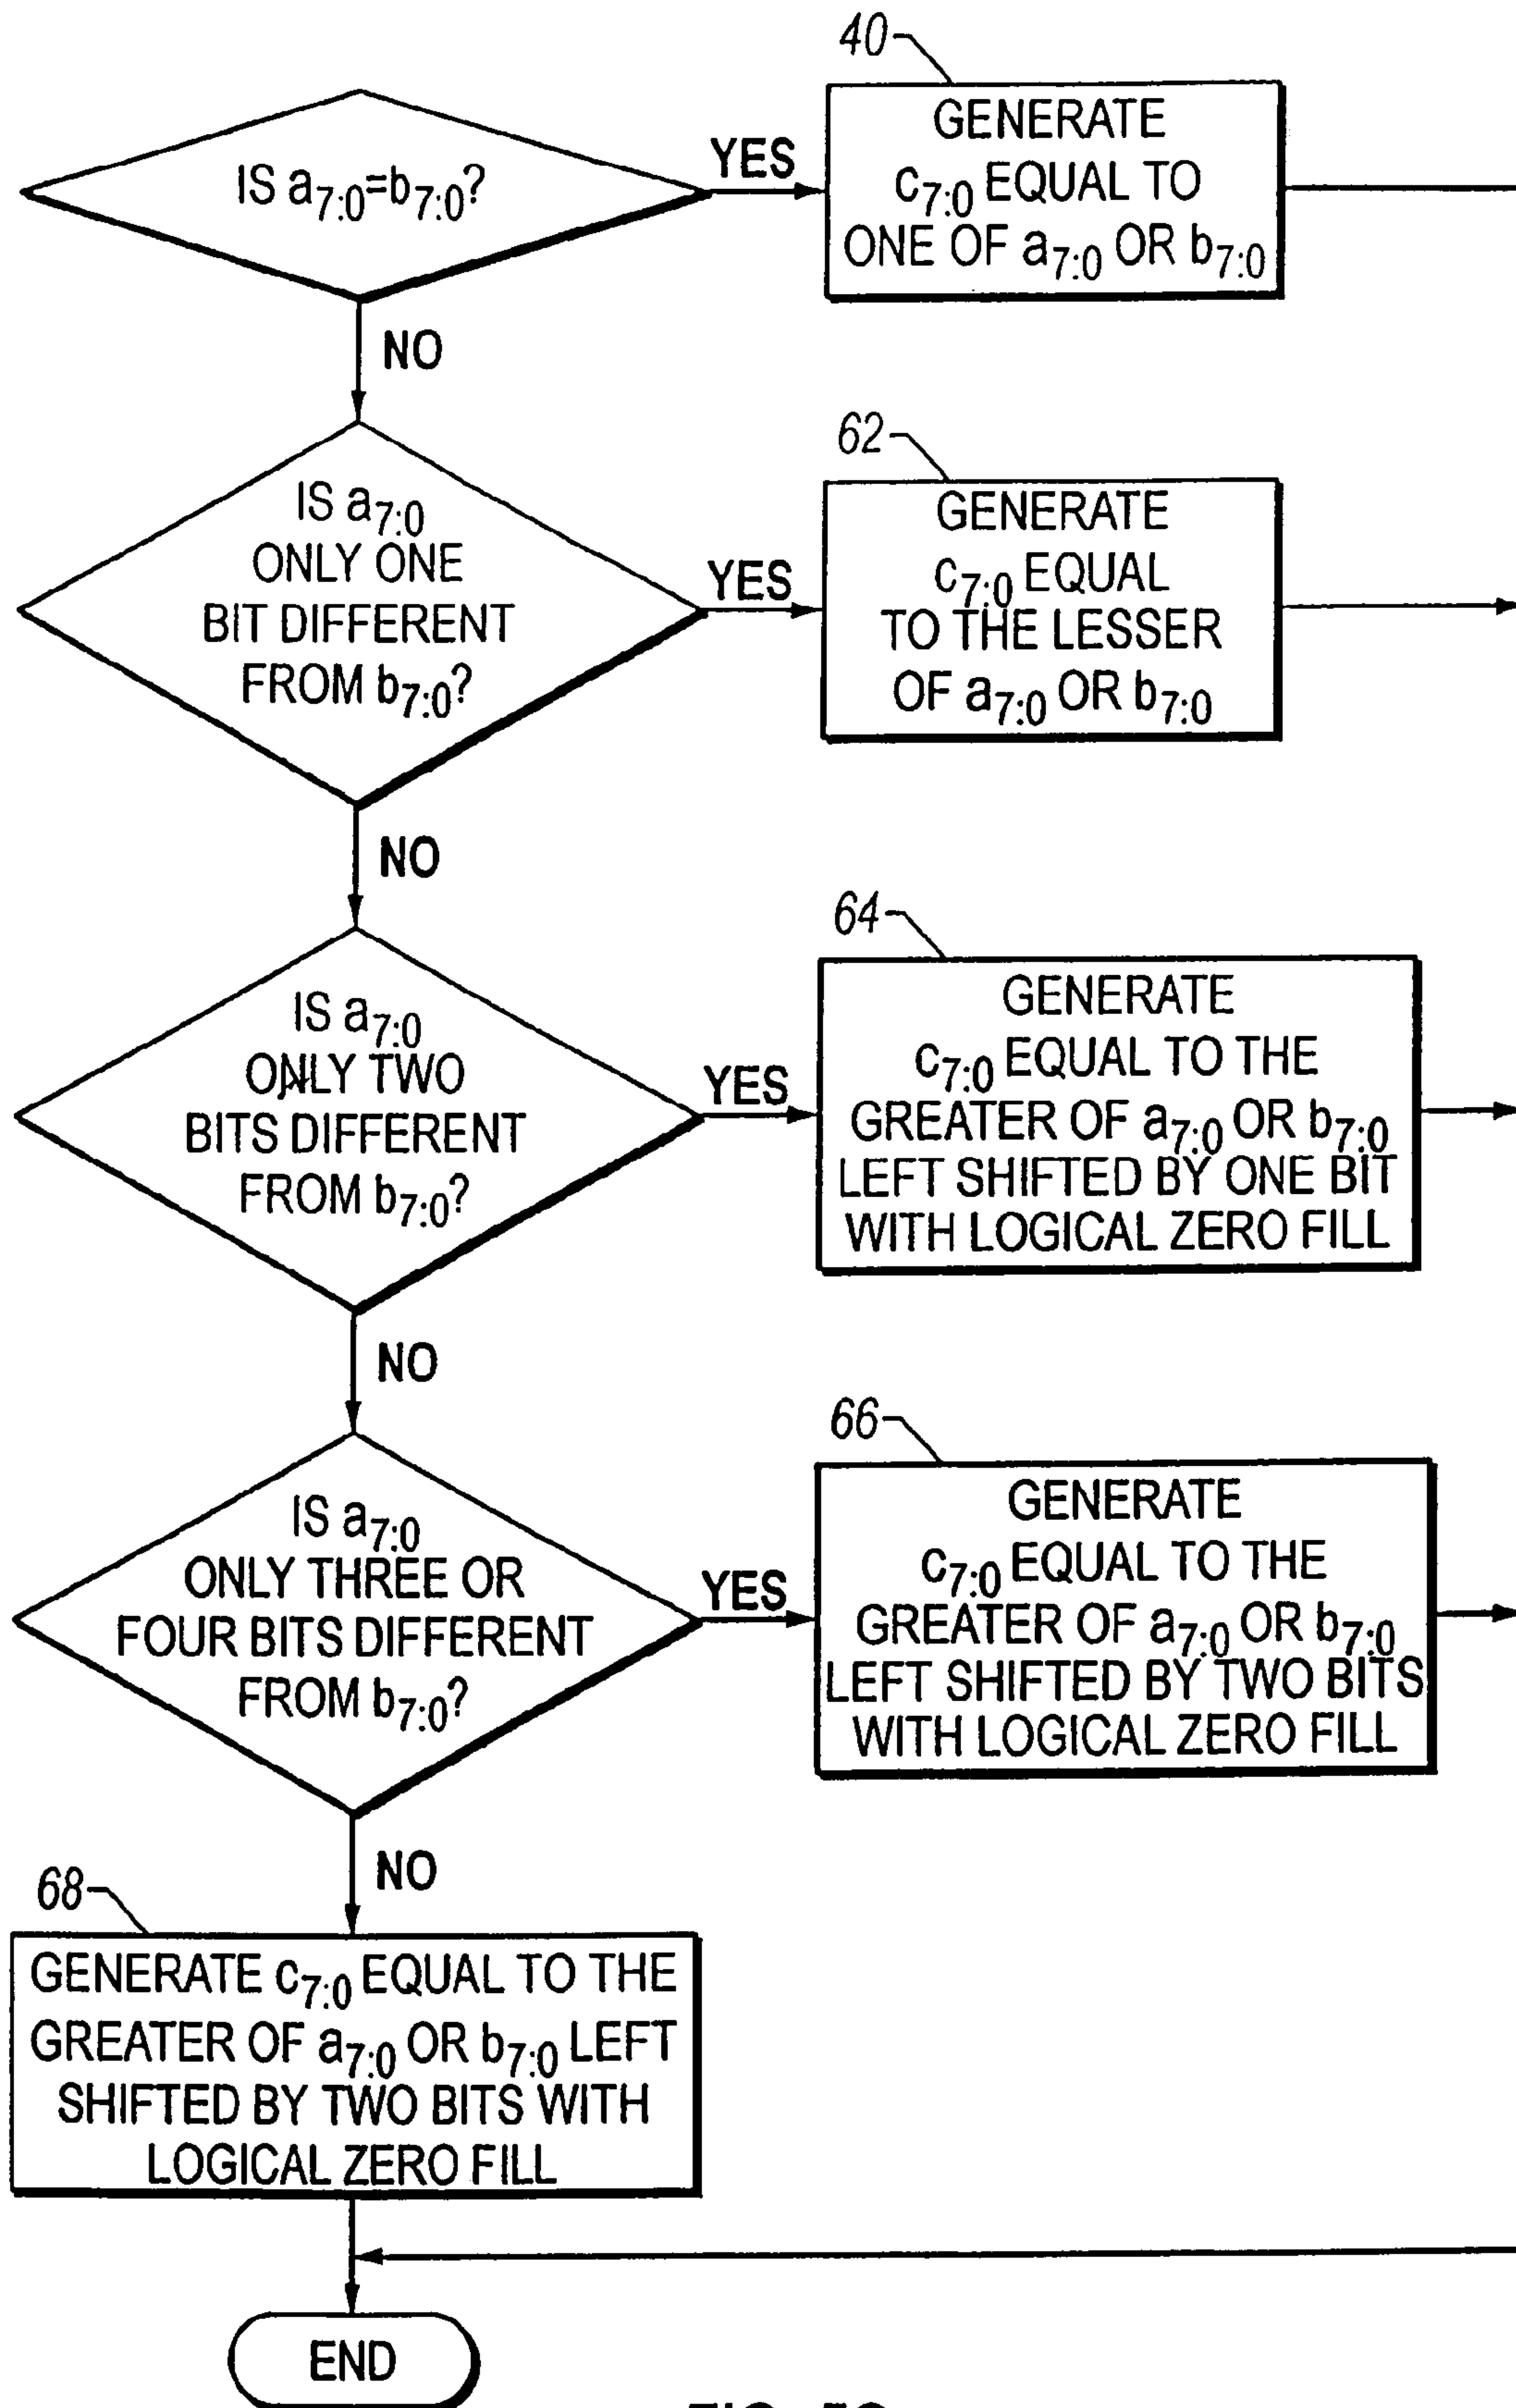 40
IS a7:0=b7:0?
YES
GENERATE
c7:0 EQUAL TO
ONE OF a7:0 OR b7:0
NO
62
IS a7:0
ONLY ONE
BIT DIFFERENT
FROM b7:0?
YES
GENERATE
c7:0 EQUAL
TO THE LESSER
OF a7:0 OR b7:0
NO
64
IS a7:0
ONLY TWO
BITS DIFFERENT
FROM b7:0?
YES
GENERATE
c7:0 EQUAL TO THE
GREATER OF a7:0 OR b7:0
LEFT SHIFTED BY ONE BIT
WITH LOGICAL ZERO FILL
NO
66
IS a7:0
ONLY THREE OR
FOUR BITS DIFFERENT
FROM b7:0?
YES
GENERATE
c7:0 EQUAL TO THE
GREATER OF a7:0 OR b7:0
LEFT SHIFTED BY TWO BITS
WITH LOGICAL ZERO FILL
NO
68
GENERATE c7:0 EQUAL TO THE
GREATER OF a7:0 OR b7:0 LEFT
SHIFTED BY TWO BITS WITH
LOGICAL ZERO FILL
END